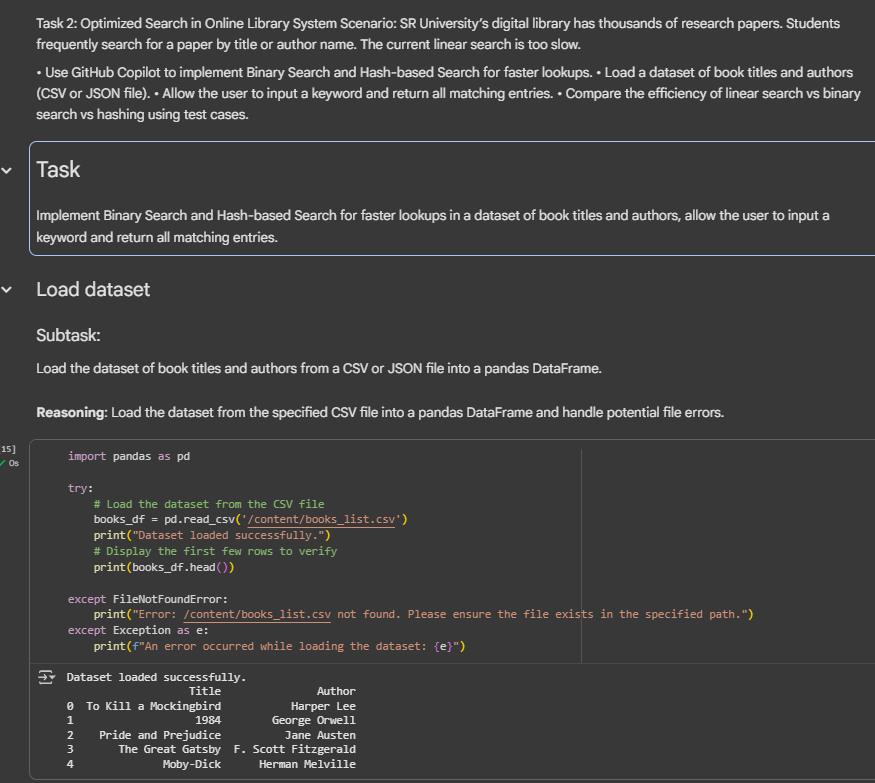 Task 2: Optimized Search in Online Library System Scenario: SR University's digital library has thousands of research papers. Students
frequently search for a paper by title or author name. The current linear search is too slow.
• Use GitHub Copilot to implement Binary Search and Hash-based Search for faster lookups. • Load a dataset of book titles and authors
(CSV or JSON file). • Allow the user to input a keyword and return all matching entries. • Compare the efficiency of linear search vs binary
search vs hashing using test cases.
Task
Implement Binary Search and Hash-based Search for faster lookups in a dataset of book titles and authors, allow the user to input a
keyword and return all matching entries.
Load dataset
Subtask:
Load the dataset of book titles and authors from a CSV or JSON file into a pandas DataFrame.
Reasoning: Load the dataset from the specified CSV file into a pandas DataFrame and handle potential file errors.
15]
0s
import pandas as pd
try:
    # Load the dataset from the CSV file
    books_df = pd.read_csv('/content/books_list.csv')
    print("Dataset loaded successfully.")
    # Display the first few rows to verify
    print(books_df.head())
except FileNotFoundError:
    print("Error: /content/books_list.csv not found. Please ensure the file exists in the specified path.")
except Exception as e:
    print(f"An error occurred while loading the dataset: {e}")
Dataset loaded successfully.
                   Title               Author
0  To Kill a Mockingbird           Harper Lee
1                   1984        George Orwell
2    Pride and Prejudice          Jane Austen
3       The Great Gatsby  F. Scott Fitzgerald
4              Moby-Dick      Herman Melville